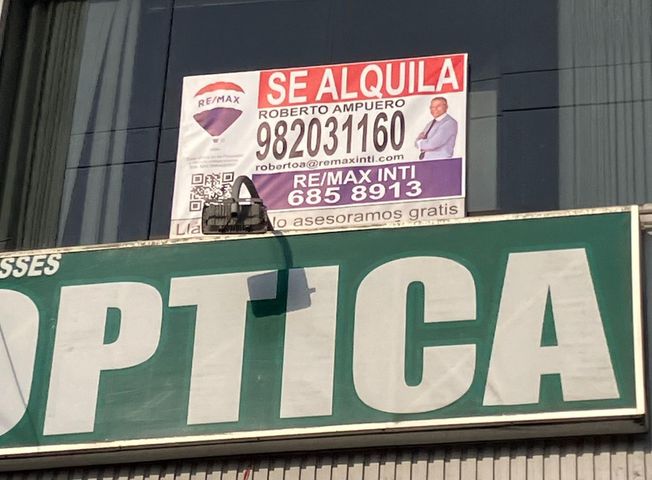 RE/MAX
SE ALQUILA
ROBERTO AMPUERO
982031160
robertoa@remaxinti.com
RE/MAX INTI
685 8913
lo asesoramos gratis
SSES
OPTICA